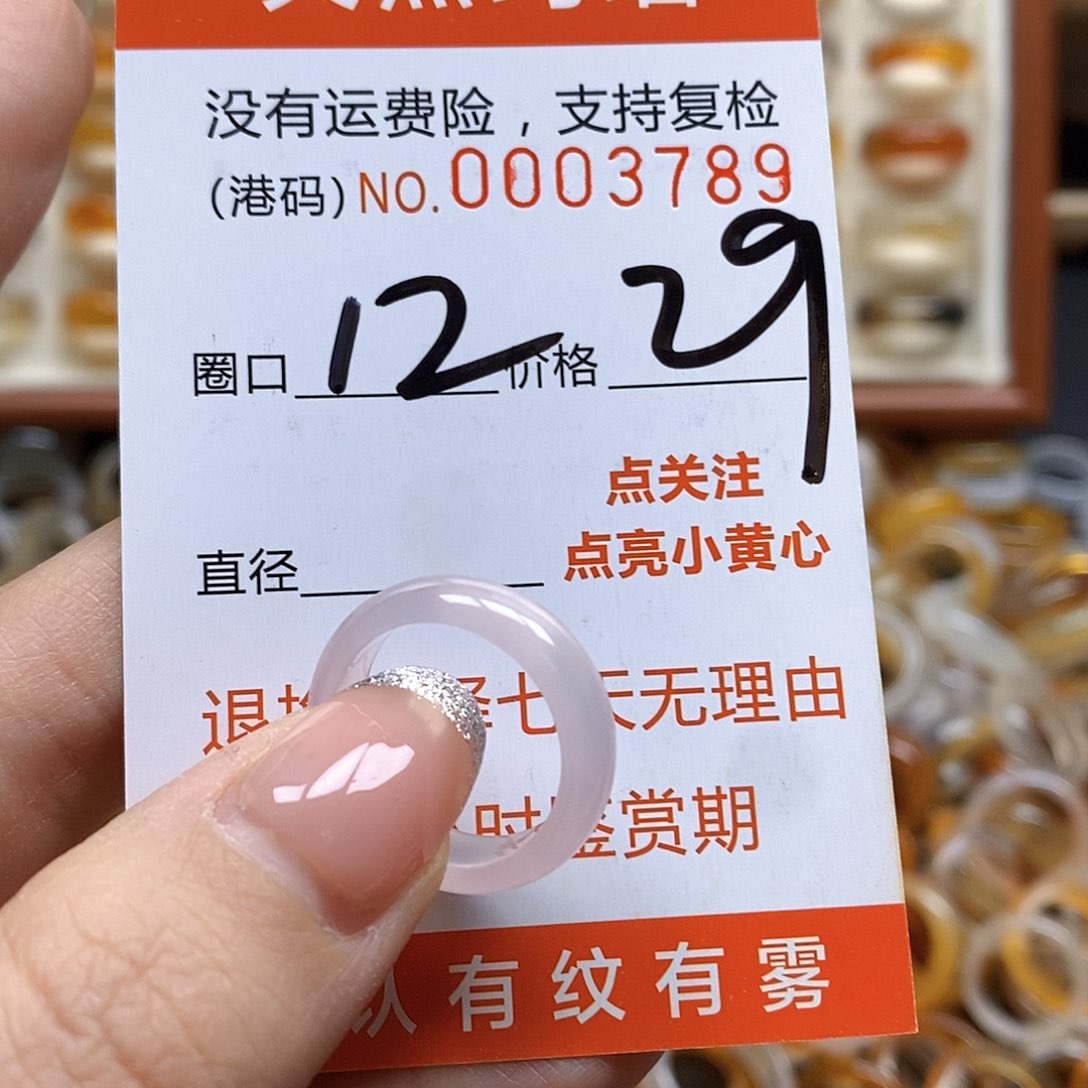 没有运费险，支持复检
(港码) NO.0003789
圈口 12 价格 29
点关注
直径 点亮小黄心
退 七天无理由
时鉴赏期
认有纹有雾